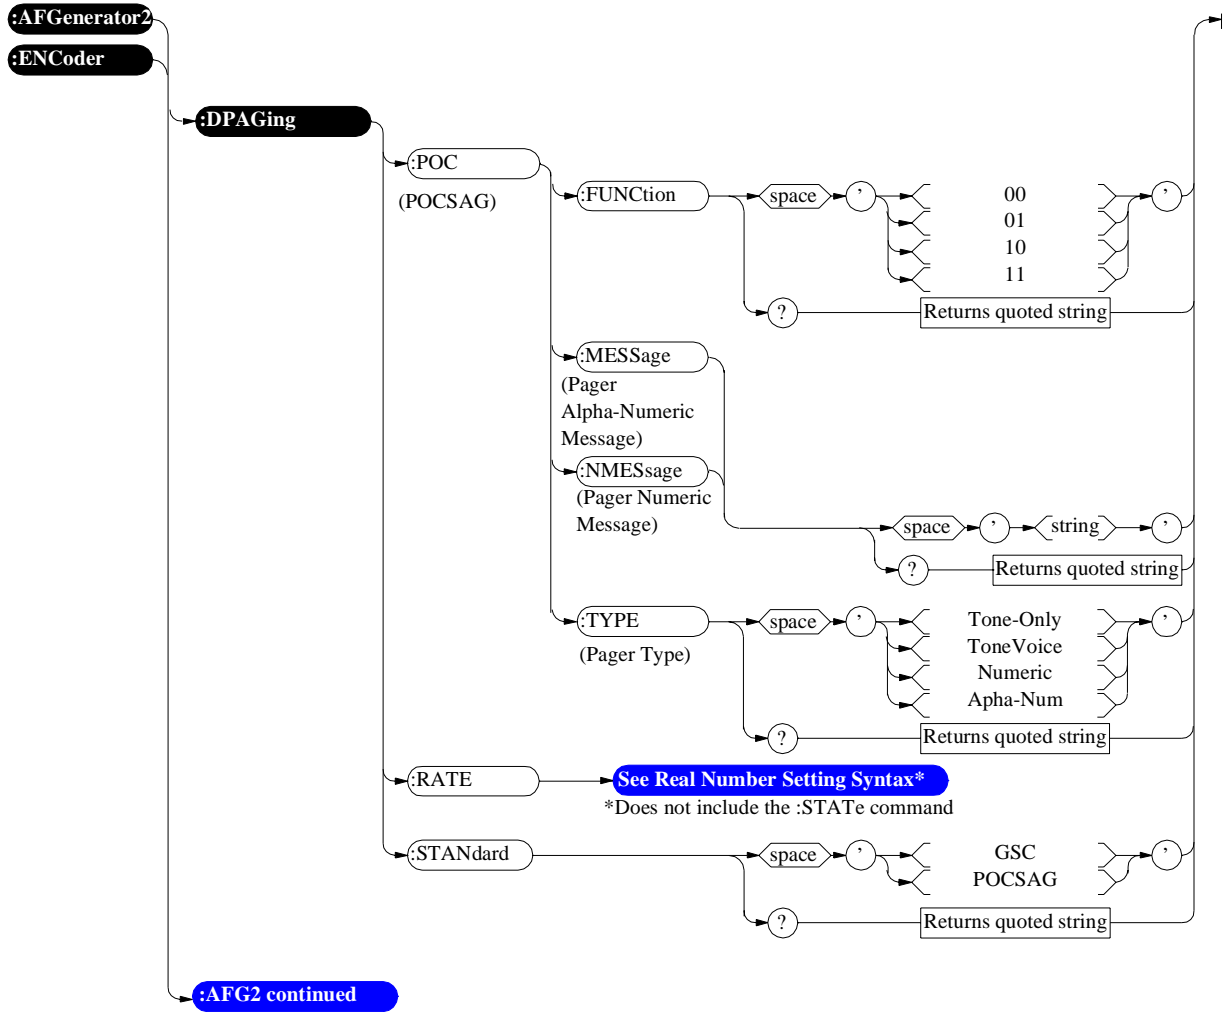 :AFGenerator2
:ENCoder
:DPAGing
:POC
(POCSAG)
:FUNCtion
space
’
00
01
10
11
’
?
Returns quoted string
:MESSage
(Pager
Alpha-Numeric
Message)
:NMESsage
(Pager Numeric
Message)
space
’
string
’
?
Returns quoted string
:TYPE
(Pager Type)
space
’
Tone-Only
ToneVoice
Numeric
Apha-Num
’
?
Returns quoted string
:RATE
See Real Number Setting Syntax*
*Does not include the :STATe command
:STANdard
space
’
GSC
POCSAG
’
?
Returns quoted string
:AFG2 continued